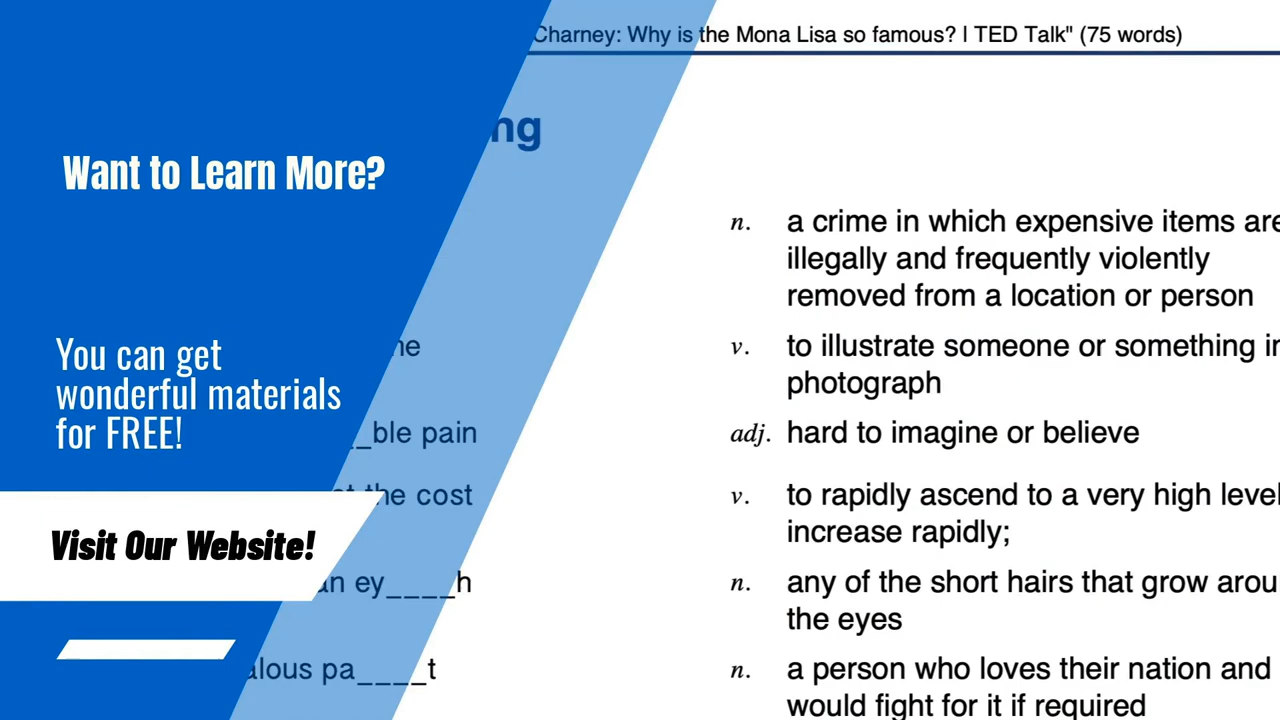 Charney: Why is the Mona Lisa so famous? | TED Talk" (75 words)
ng
Want to Learn More?
You can get
wonderful materials
for FREE!
Visit Our Website!
n. a crime in which expensive items are
illegally and frequently violently
removed from a location or person
ne
v. to illustrate someone or something in
photograph
_ble pain
adj. hard to imagine or believe
the cost
v. to rapidly ascend to a very high level
increase rapidly;
an ey____h
n. any of the short hairs that grow arou
the eyes
alous pa____t
n. a person who loves their nation and
would fight for it if required